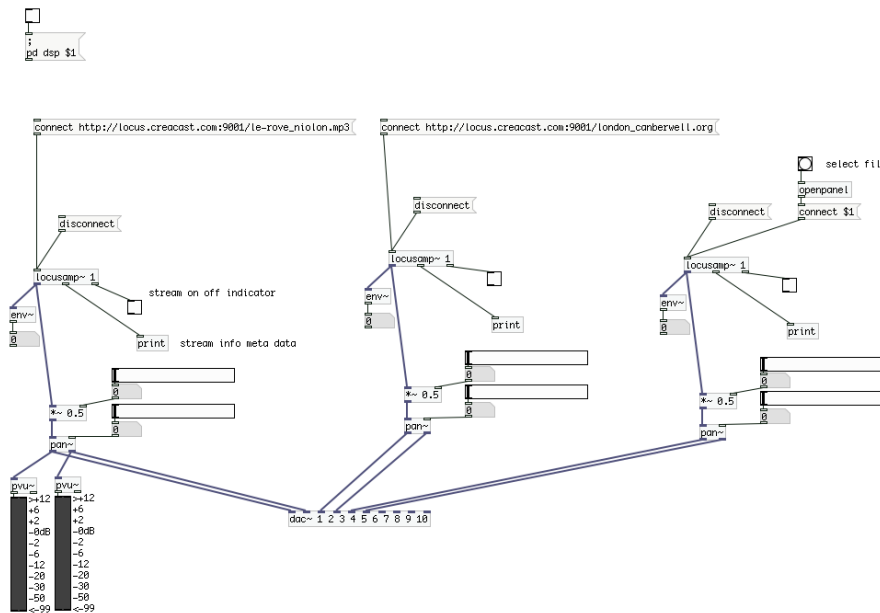 ;
pd dsp $1
connect http://locus.creacast.com:9001/le-rove_niolon.mp3
connect http://locus.creacast.com:9001/london_canberwell.org
select fil
openpanel
disconnect
disconnect
disconnect
connect $1
locusamp~ 1
locusamp~ 1
locusamp~ 1
stream on off indicator
env~
env~
env~
0
0
0
print
stream info meta data
print
print
0
0
0
*~ 0.5
*~ 0.5
*~ 0.5
0
0
0
pan~
pan~
pan~
pvu~
pvu~
>+12
+6
+2
-0dB
-2
-6
-12
-20
-30
-50
<-99
>+12
+6
+2
-0dB
-2
-6
-12
-20
-30
-50
<-99
dac~ 1 2 3 4 5 6 7 8 9 10